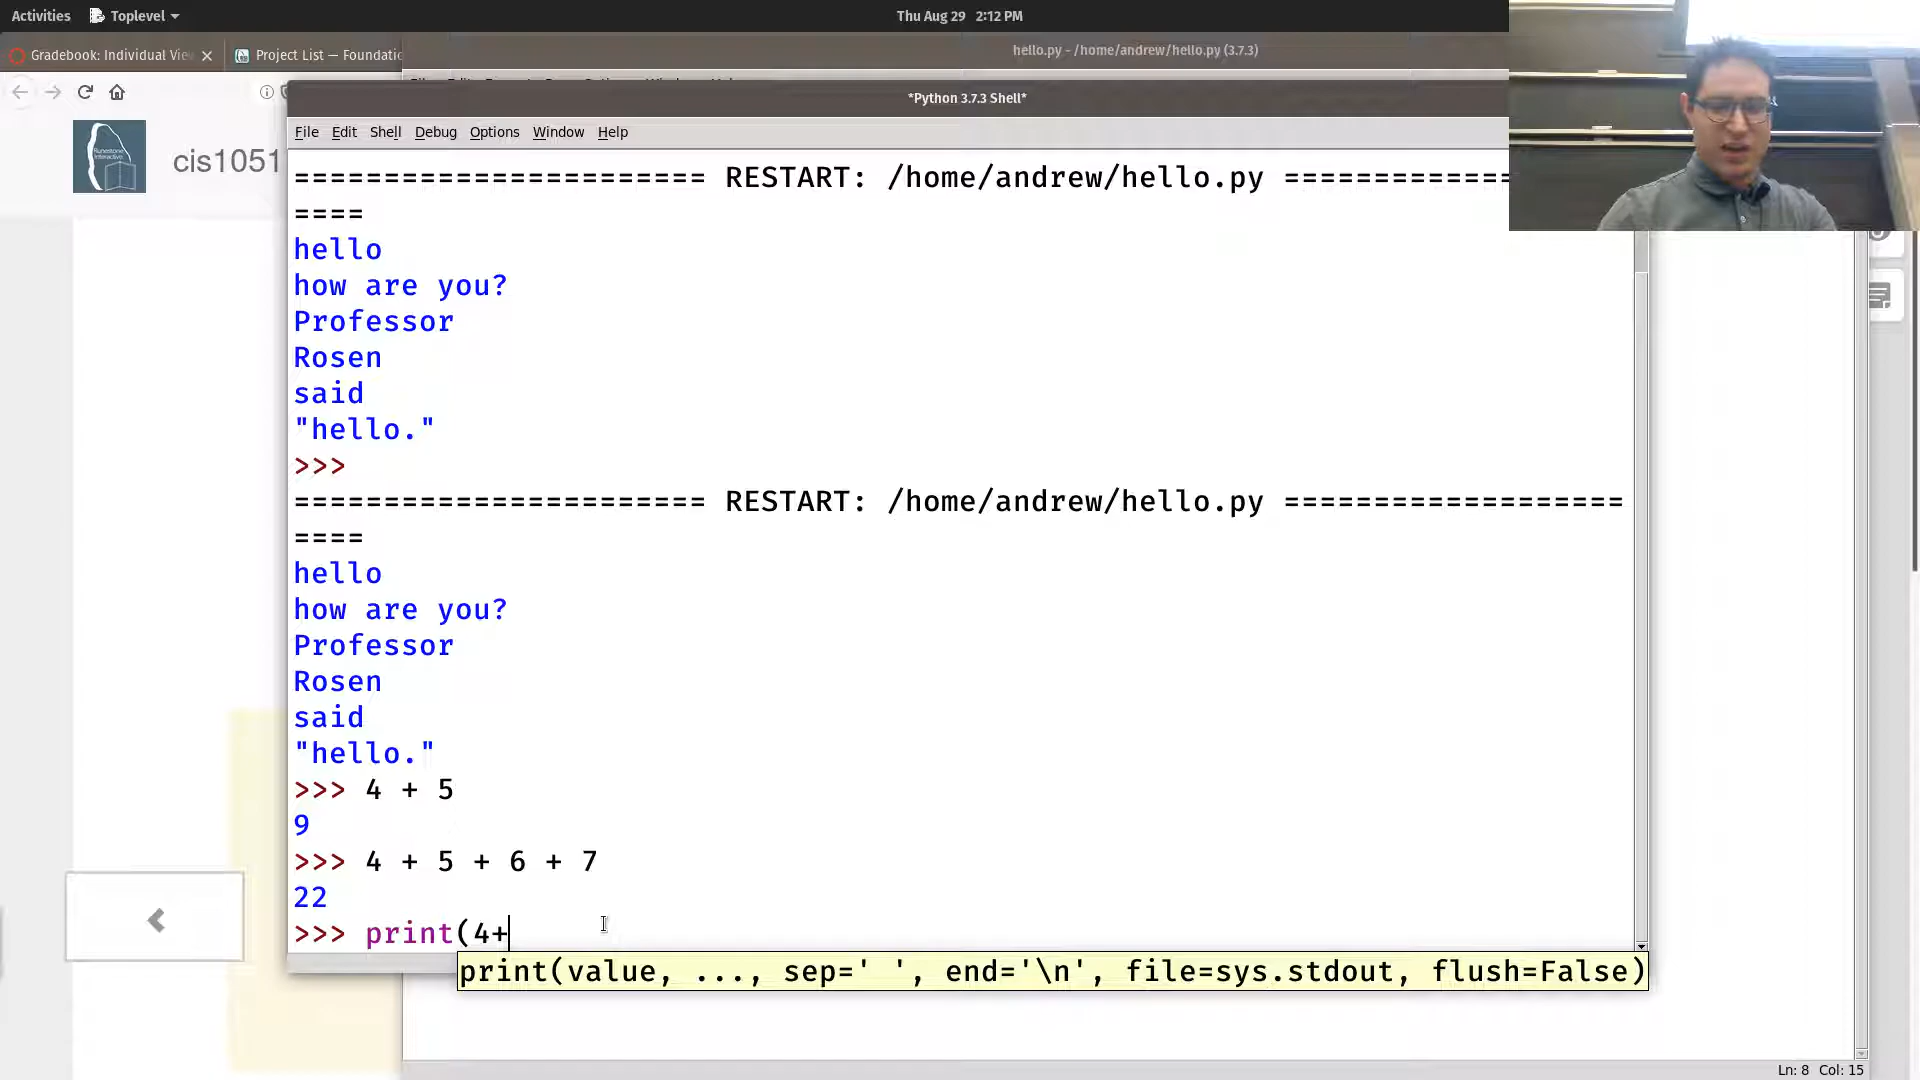 Activities Toplevel Thu Aug 29 2:12 PM
Gradebook: Individual Vie Project List — Foundatic hello.py - /home/andrew/hello.py (3.7.3)
*Python 3.7.3 Shell*
File Edit Shell Debug Options Window Help
cis1051
======================= RESTART: /home/andrew/hello.py =============
====
hello
how are you?
Professor
Rosen
said
"hello."
>>>
======================= RESTART: /home/andrew/hello.py ===================
====
hello
how are you?
Professor
Rosen
said
"hello."
>>> 4 + 5
9
>>> 4 + 5 + 6 + 7
22
>>> print(4+
print(value, ..., sep=' ', end='\n', file=sys.stdout, flush=False)
Ln: 8 Col: 15